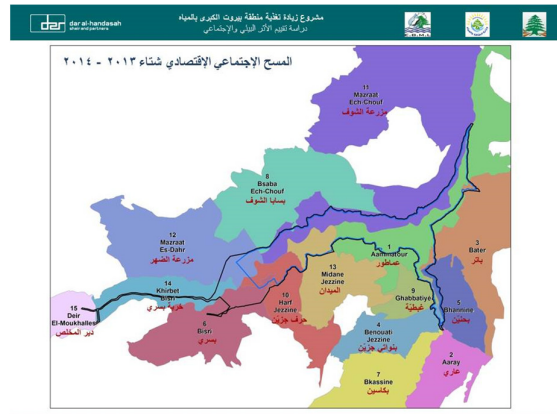 dar al-handasah
shair and partners
مشروع زيادة تغذية منطقة بيروت الكبرى بالمياه
دراسة تقييم الأثر البيئي والإجتماعي
المسح الإجتماعي الإقتصادي شتاء ٢٠١٣ - ٢٠١٤
11
Mazraat
Ech-Chouf
مزرعة الشوف
8
Bsaba
Ech-Chouf
بسابا الشوف
12
Mazraat
Es-Dahr
مزرعة الضهر
3
Bater
باتر
1
Aammatour
عماطور
13
Midane
Jezzine
الميدان
14
Khirbet
Bisri
خربة بسري
9
Ghabbatiyé
غبطية
10
Harf
Jezzine
حرف جزين
5
Bhannine
بحنين
15
Deir
El-Moukhalles
دير المخلص
6
Bisri
بسري
4
Benouati
Jezzine
بنواتي جزين
2
Aaray
عاري
7
Bkassine
بكاسين